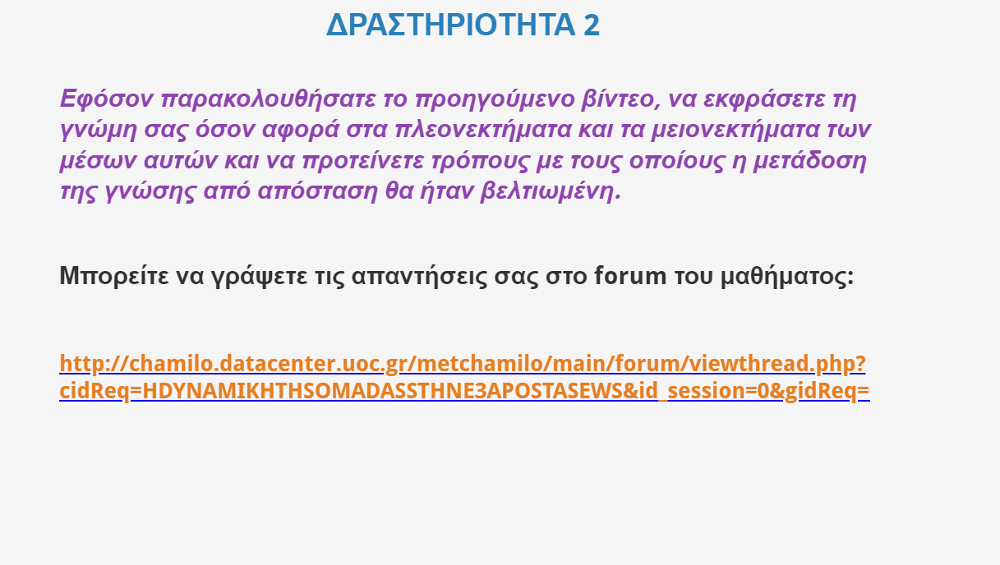 ΔΡΑΣΤΗΡΙΟΤΗΤΑ 2
Εφόσον παρακολουθήσατε το προηγούμενο βίντεο, να εκφράσετε τη
γνώμη σας όσον αφορά στα πλεονεκτήματα και τα μειονεκτήματα των
μέσων αυτών και να προτείνετε τρόπους με τους οποίους η μετάδοση
της γνώσης από απόσταση θα ήταν βελτιωμένη.
Μπορείτε να γράψετε τις απαντήσεις σας στο forum του μαθήματος:
http://chamilo.datacenter.uoc.gr/metchamilo/main/forum/viewthread.php?
cidReq=HDYNAMIKHTHSOMADASSTHNE3APOSTASEWS&id_session=0&gidReq=